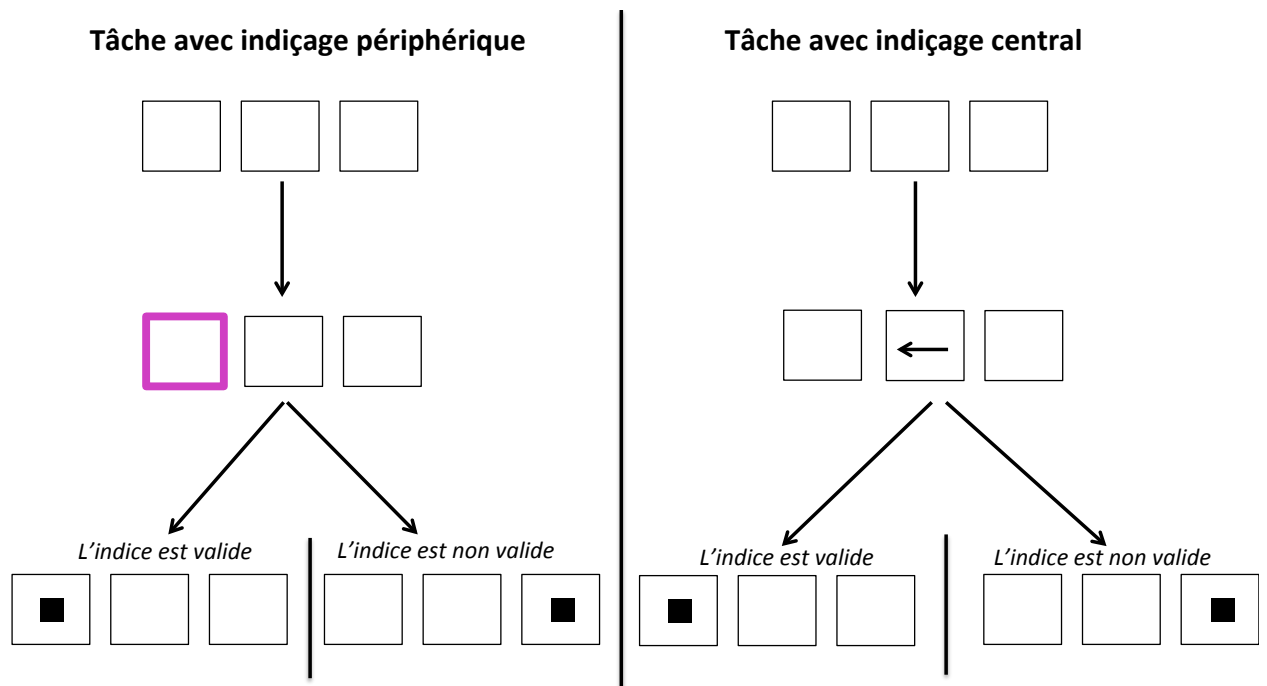 Tâche avec indiçage périphérique
Tâche avec indiçage central
L'indice est valide
L'indice est non valide
L'indice est valide
L'indice est non valide